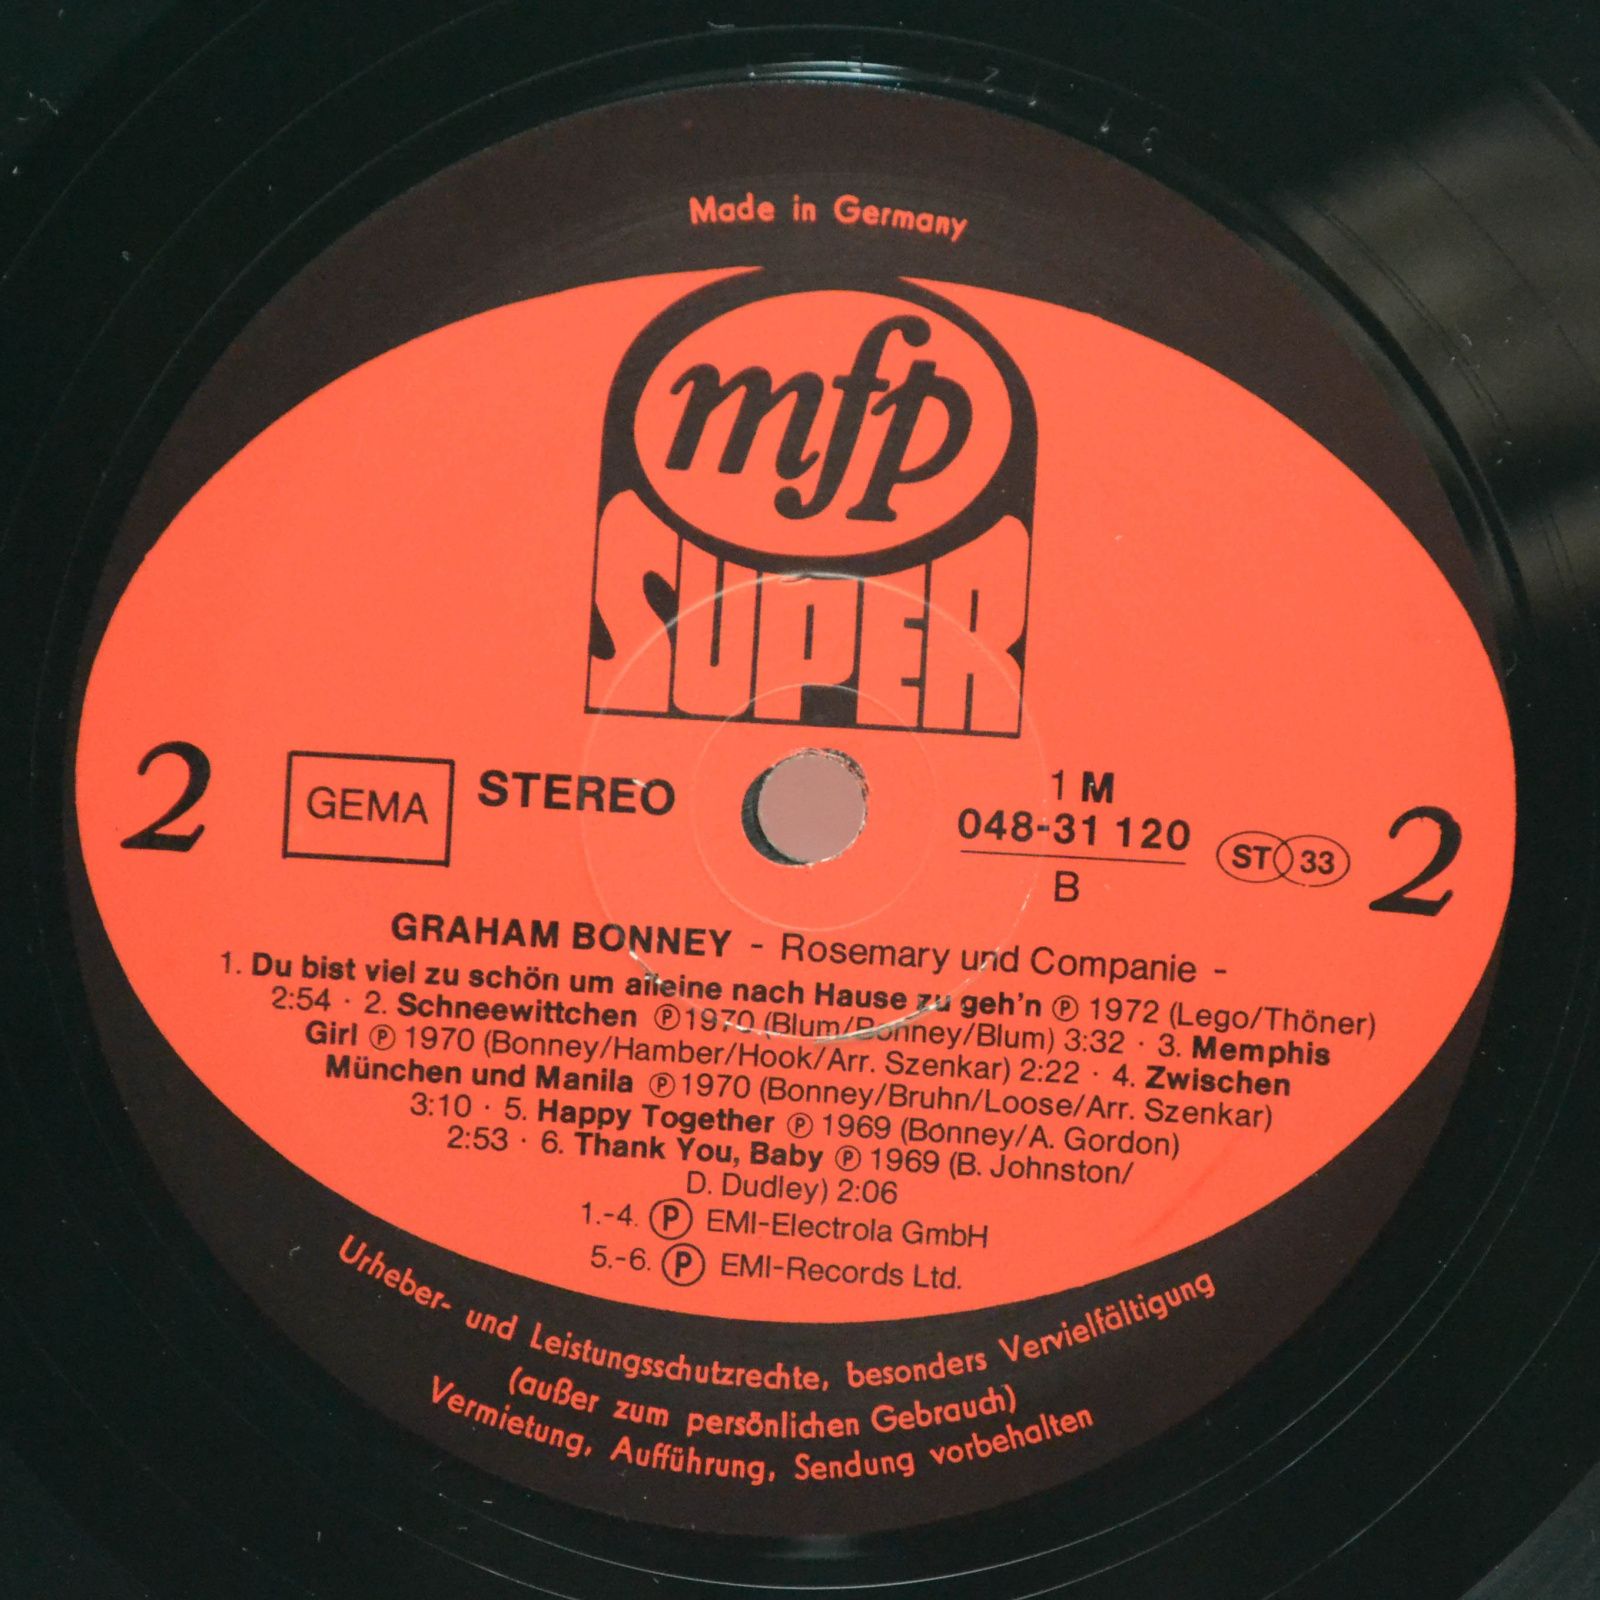 Made in Germany
mfp
SUPER
2
GEMA
STEREO
1 M
048-31 120
B
ST 33
2
GRAHAM BONNEY - Rosemary und Companie -
1. Du bist viel zu schön um alleine nach Hause zu geh'n Ⓟ 1972 (Lego/Thöner)
2:54 · 2. Schneewittchen Ⓟ 1970 (Blum/Bonney/Blum) 3:32 · 3. Memphis
Girl Ⓟ 1970 (Bonney/Hamber/Hook/Arr. Szenkar) 2:22 · 4. Zwischen
München und Manila Ⓟ 1970 (Bonney/Bruhn/Loose/Arr. Szenkar)
3:10 · 5. Happy Together Ⓟ 1969 (Bonney/A. Gordon)
2:53 · 6. Thank You, Baby Ⓟ 1969 (B. Johnston/
D. Dudley) 2:06
1.-4. Ⓟ EMI-Electrola GmbH
5.-6. Ⓟ EMI-Records Ltd.
Urheber- und Leistungsschutzrechte, besonders Vervielfältigung
(außer zum persönlichen Gebrauch)
Vermietung, Aufführung, Sendung vorbehalten